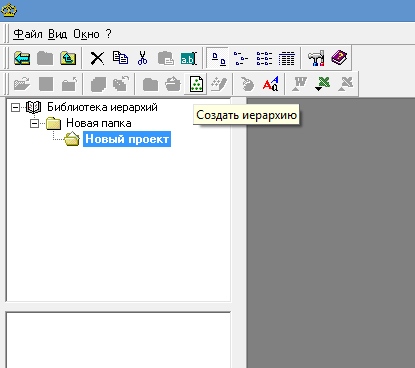 Файл Вид Окно ?
Создать иерархию
Библиотека иерархий
Новая папка
Новый проект